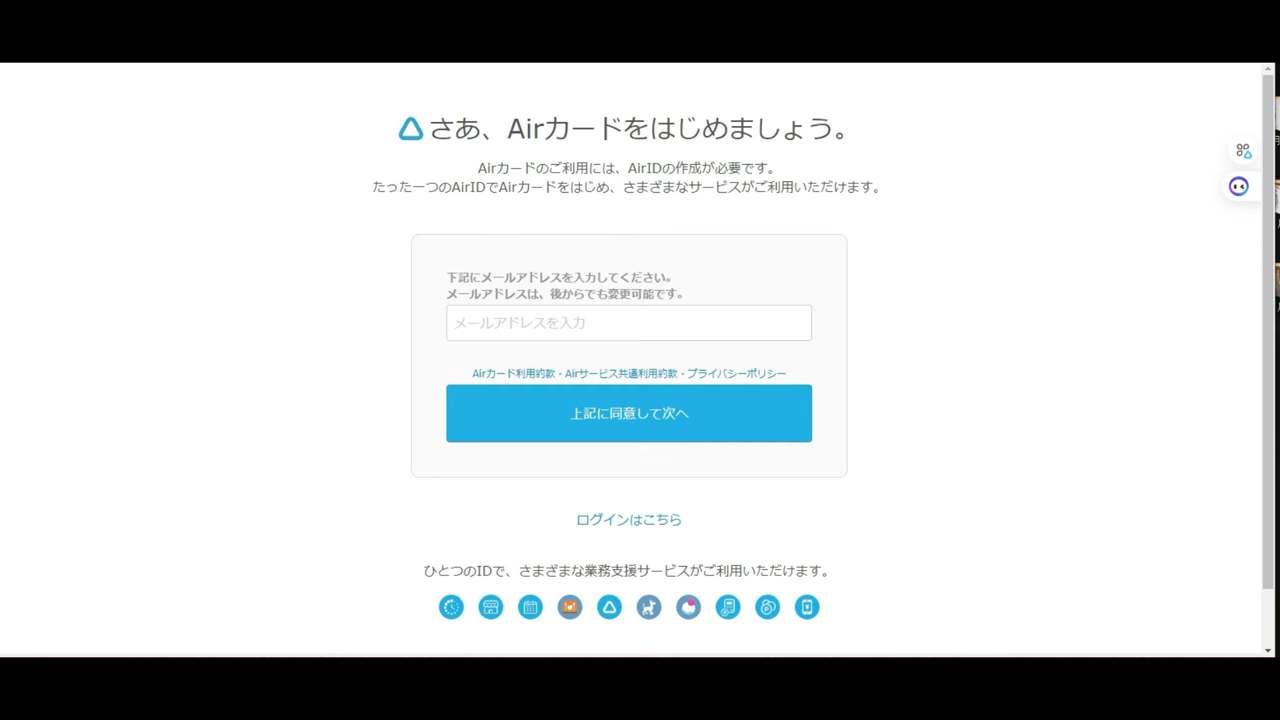 さあ、Airカードをはじめましょう。
Airカードのご利用には、AirIDの作成が必要です。
たった一つのAirIDでAirカードをはじめ、さまざまなサービスがご利用いただけます。
下記にメールアドレスを入力してください。
メールアドレスは、後からでも変更可能です。
メールアドレスを入力
Airカード利用約款・Airサービス共通利用約款・プライバシーポリシー
上記に同意して次へ
ログインはこちら
ひとつのIDで、さまざまな業務支援サービスがご利用いただけます。